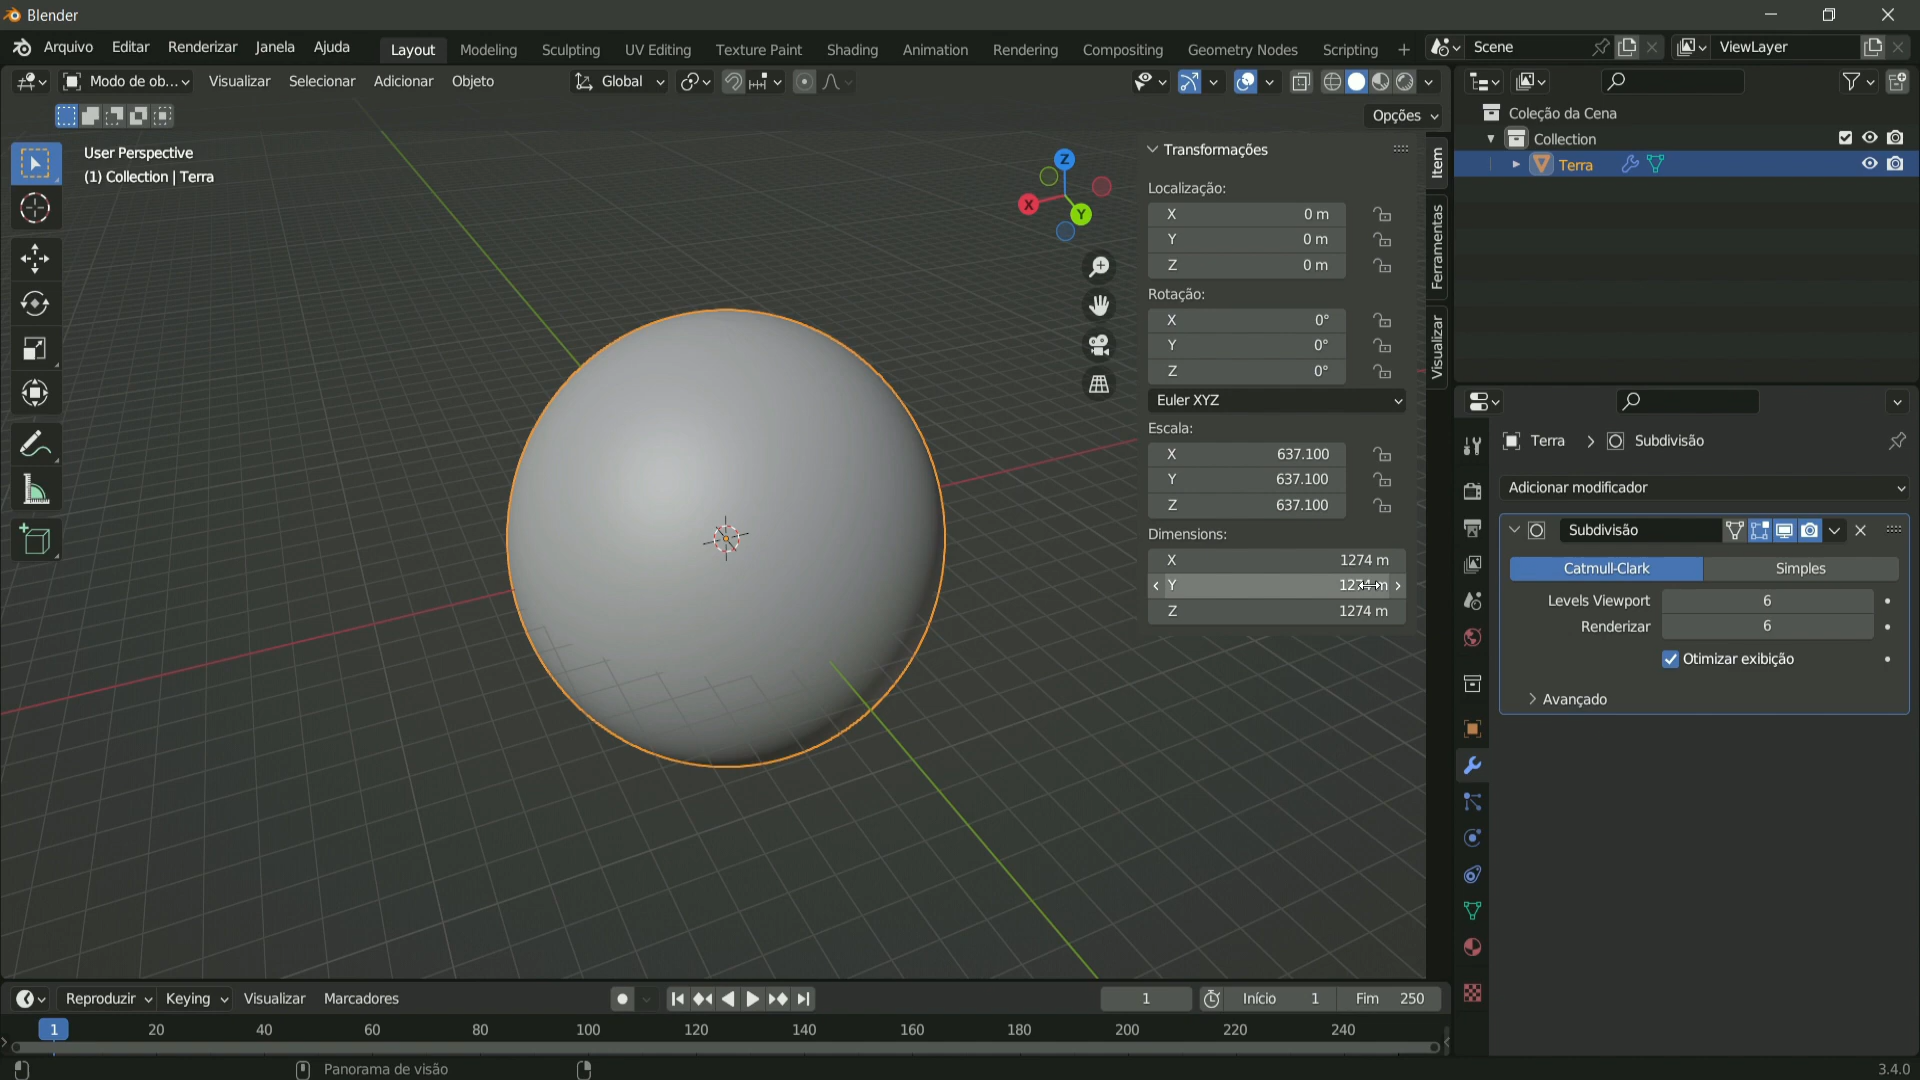 Blender
Arquivo Editar Renderizar Janela Ajuda Layout Modeling Sculpting UV Editing Texture Paint Shading Animation Rendering Compositing Geometry Nodes Scripting + Scene ViewLayer
Modo de ob... Visualizar Selecionar Adicionar Objeto Global
Opções
User Perspective
(1) Collection | Terra
Z
X
Y
Transformações
Localização:
X 0 m
Y 0 m
Z 0 m
Rotação:
X 0°
Y 0°
Z 0°
Euler XYZ
Escala:
X 637.100
Y 637.100
Z 637.100
Dimensions:
X 1274 m
Y 1274 m
Z 1274 m
Item
Ferramentas
Visualizar
Coleção da Cena
Collection
Terra
Terra > Subdivisão
Adicionar modificador
Subdivisão
Catmull-Clark Simples
Levels Viewport 6
Renderizar 6
Otimizar exibição
Avançado
Reproduzir Keying Visualizar Marcadores 1 Início 1 Fim 250
1 20 40 60 80 100 120 140 160 180 200 220 240
Panorama de visão 3.4.0